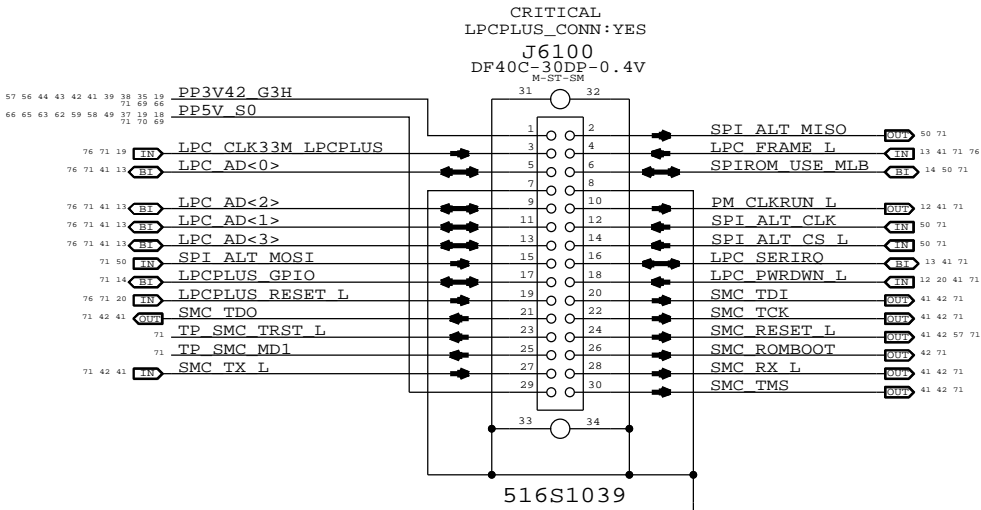 CRITICAL
LPCPLUS_CONN:YES
J6100
DF40C-30DP-0.4V
M-ST-SM
31 32
57 56 44 43 42 41 39 38 35 19 PP3V42_G3H
71 69 66
66 65 63 62 59 58 49 37 19 18 PP5V_S0
71 70 69
1 2 SPI_ALT_MISO OUT 50 71
76 71 19 IN LPC_CLK33M_LPCPLUS 3 4 LPC_FRAME_L IN 13 41 71 76
76 71 41 13 BI LPC_AD<0> 5 6 SPIROM_USE_MLB BI 14 50 71
7 8
76 71 41 13 BI LPC_AD<2> 9 10 PM_CLKRUN_L OUT 12 41 71
76 71 41 13 BI LPC_AD<1> 11 12 SPI_ALT_CLK IN 50 71
76 71 41 13 BI LPC_AD<3> 13 14 SPI_ALT_CS_L IN 50 71
71 50 IN SPI_ALT_MOSI 15 16 LPC_SERIRQ BI 13 41 71
71 14 BI LPCPLUS_GPIO 17 18 LPC_PWRDWN_L IN 12 20 41 71
76 71 20 IN LPCPLUS_RESET_L 19 20 SMC_TDI OUT 41 42 71
71 42 41 OUT SMC_TDO 21 22 SMC_TCK OUT 41 42 71
71 TP_SMC_TRST_L 23 24 SMC_RESET_L OUT 41 42 57 71
71 TP_SMC_MD1 25 26 SMC_ROMBOOT OUT 42 71
71 42 41 IN SMC_TX_L 27 28 SMC_RX_L OUT 41 42 71
29 30 SMC_TMS OUT 41 42 71
33 34
516S1039